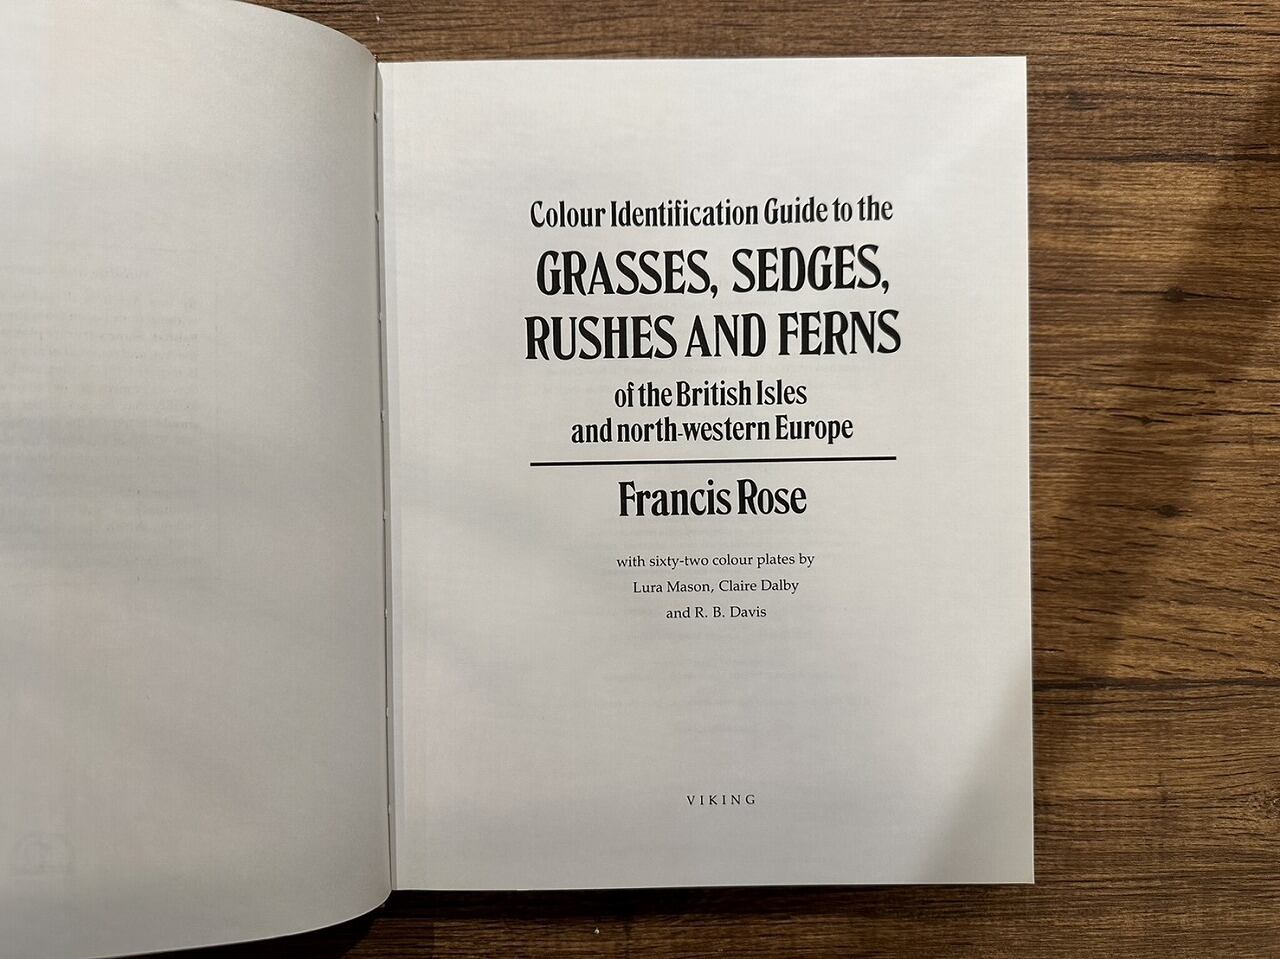 Colour Identification Guide to the
GRASSES, SEDGES,
RUSHES AND FERNS
of the British Isles
and north-western Europe
Francis Rose
with sixty-two colour plates by
Lura Mason, Claire Dalby
and R. B. Davis
VIKING